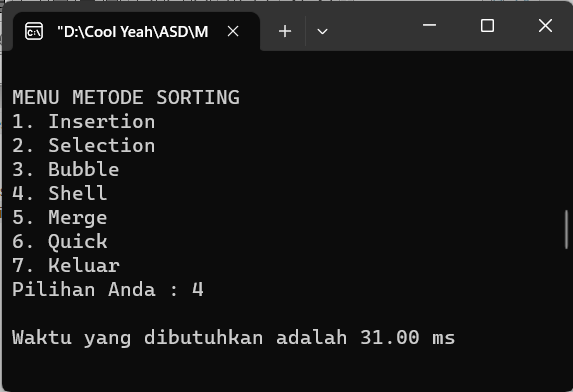 "D:\Cool Yeah\ASD\M
MENU METODE SORTING
1. Insertion
2. Selection
3. Bubble
4. Shell
5. Merge
6. Quick
7. Keluar
Pilihan Anda : 4
Waktu yang dibutuhkan adalah 31.00 ms